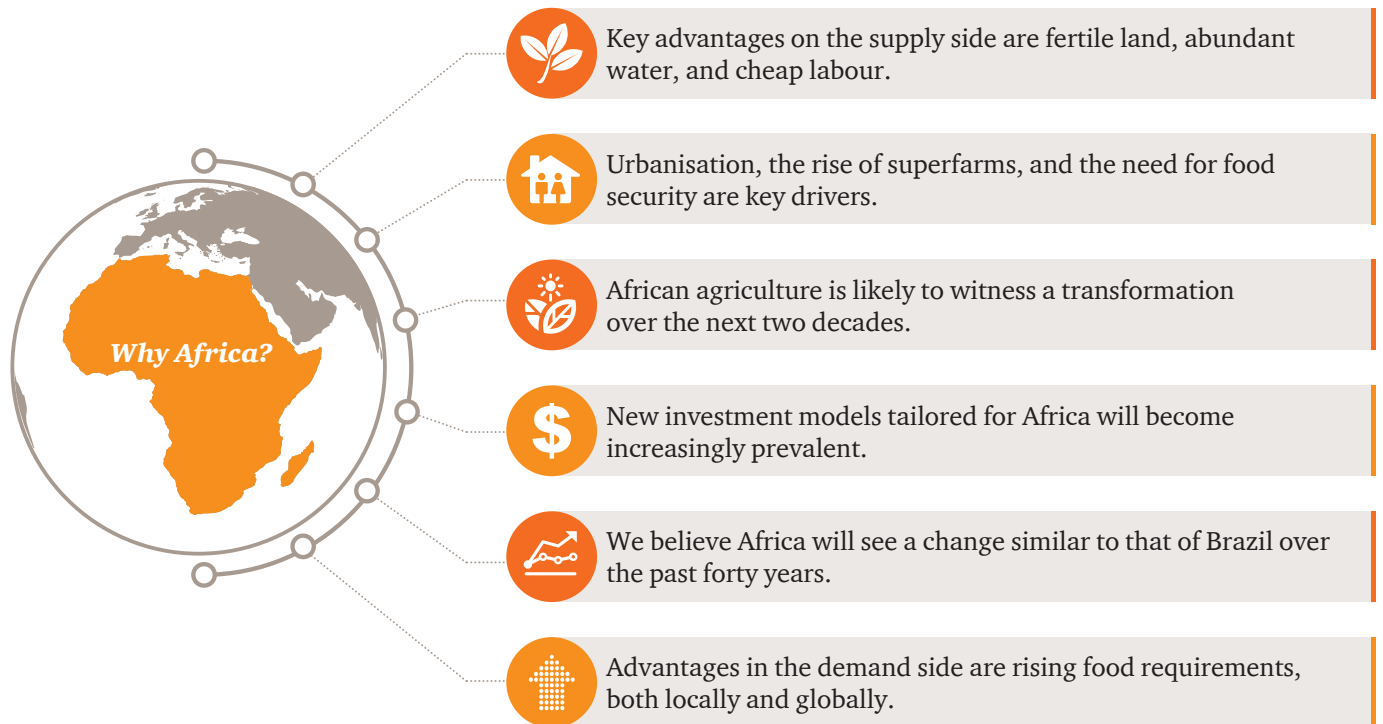 Why Africa?
Key advantages on the supply side are fertile land, abundant
water, and cheap labour.
Urbanisation, the rise of superfarms, and the need for food
security are key drivers.
African agriculture is likely to witness a transformation
over the next two decades.
$
New investment models tailored for Africa will become
increasingly prevalent.
We believe Africa will see a change similar to that of Brazil over
the past forty years.
Advantages in the demand side are rising food requirements,
both locally and globally.